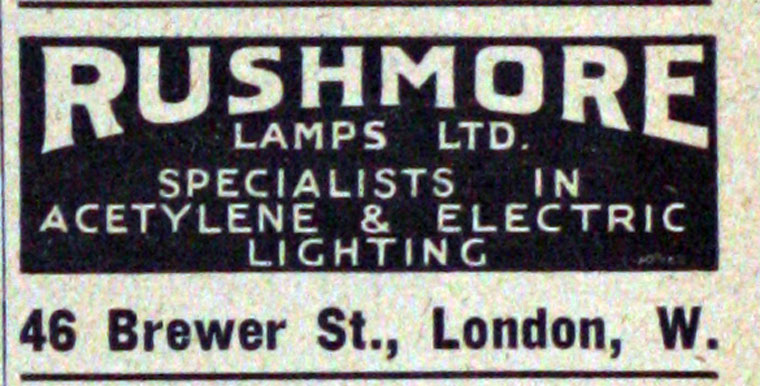 RUSHMORE
LAMPS LTD.
SPECIALISTS IN
ACETYLENE & ELECTRIC
LIGHTING
46 Brewer St., London, W.